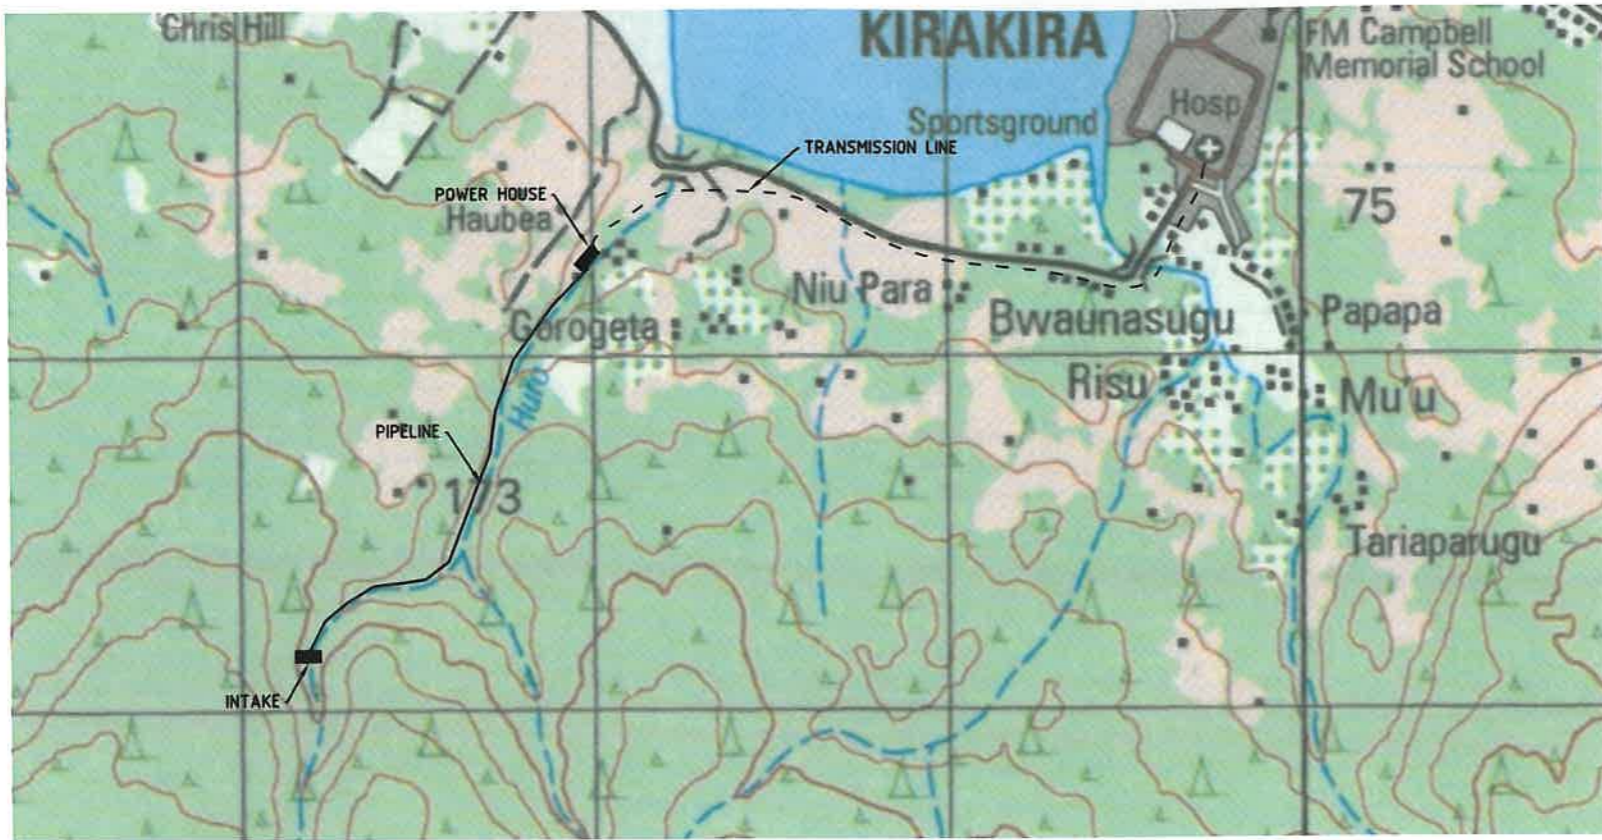 Chris Hill
KIRAKIRA
FM Campbell
Memorial School
Hosp
Sportsground
TRANSMISSION LINE
POWER HOUSE
Haubea
75
Niu Para
Gorogeta
Bwaunasugu
Papapa
Risu
Mu'u
Huro
PIPELINE
173
Tariaparugu
INTAKE